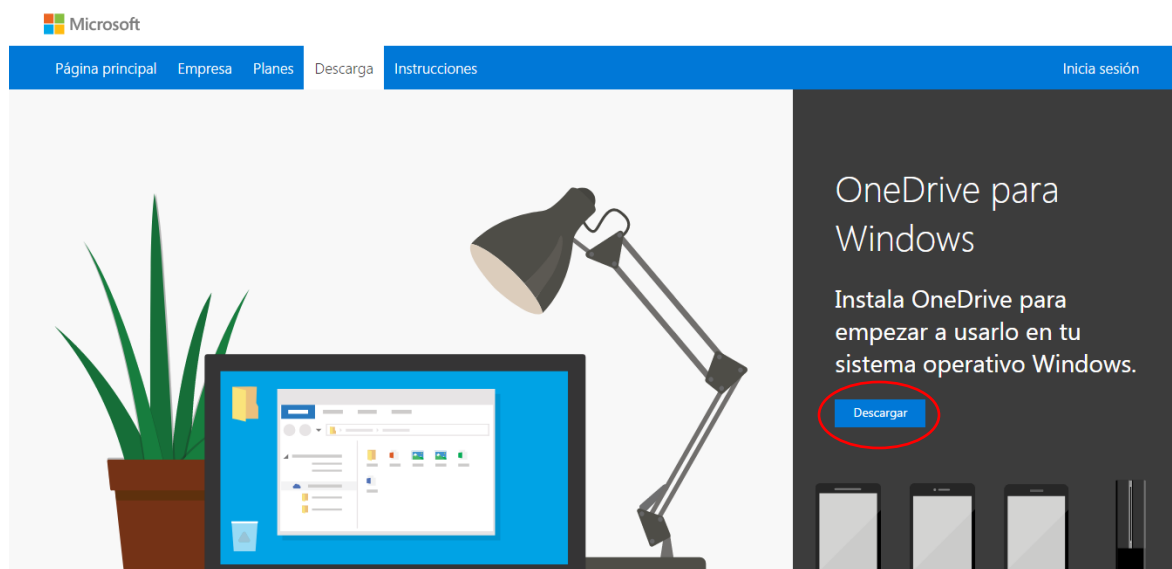 Microsoft
Página principal Empresa Planes Descarga Instrucciones Inicia sesión
OneDrive para
Windows
Instala OneDrive para
empezar a usarlo en tu
sistema operativo Windows.
Descargar